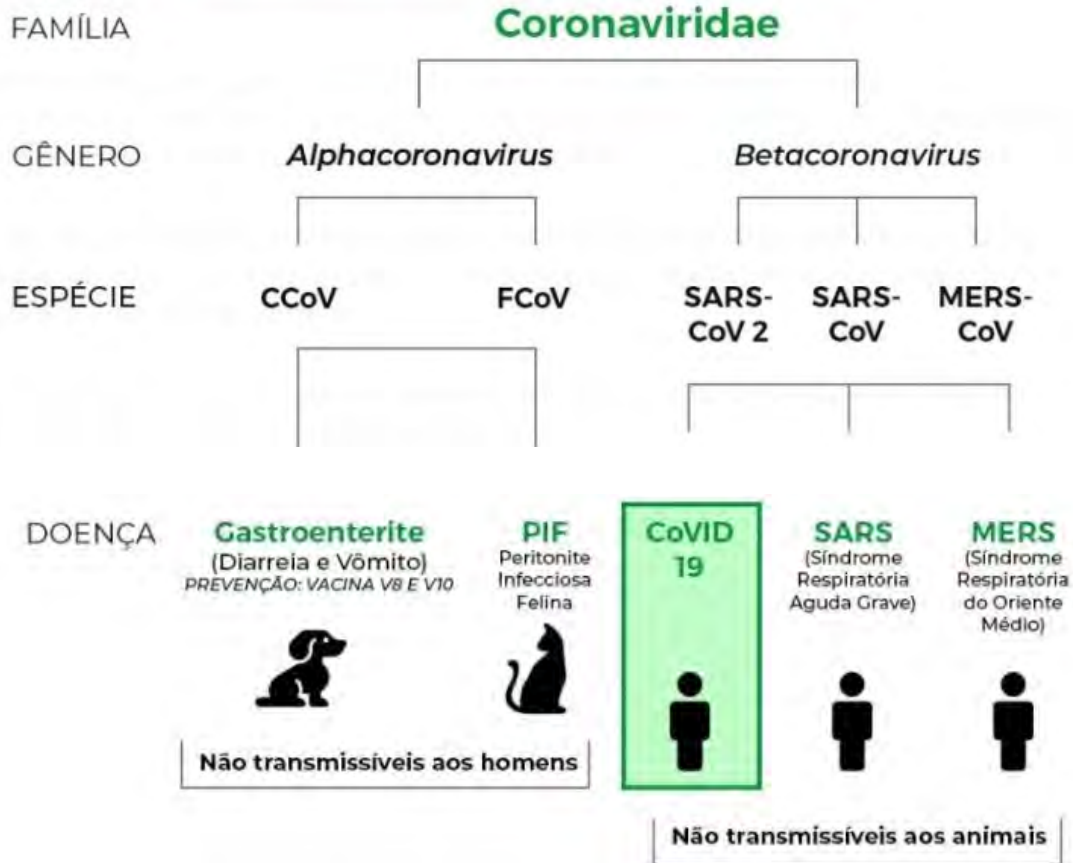 FAMÍLIA
Coronaviridae
GÊNERO
Alphacoronavirus
Betacoronavirus
ESPÉCIE
CCoV
FCoV
SARS-
CoV 2
SARS-
CoV
MERS-
CoV
DOENÇA
Gastroenterite
(Diarreia e Vômito)
PREVENÇÃO: VACINA V8 E V10
PIF
Peritonite
Infecciosa
Felina
CoVID
19
SARS
(Síndrome
Respiratória
Aguda Grave)
MERS
(Síndrome
Respiratória
do Oriente
Médio)
Não transmissíveis aos homens
Não transmissíveis aos animais